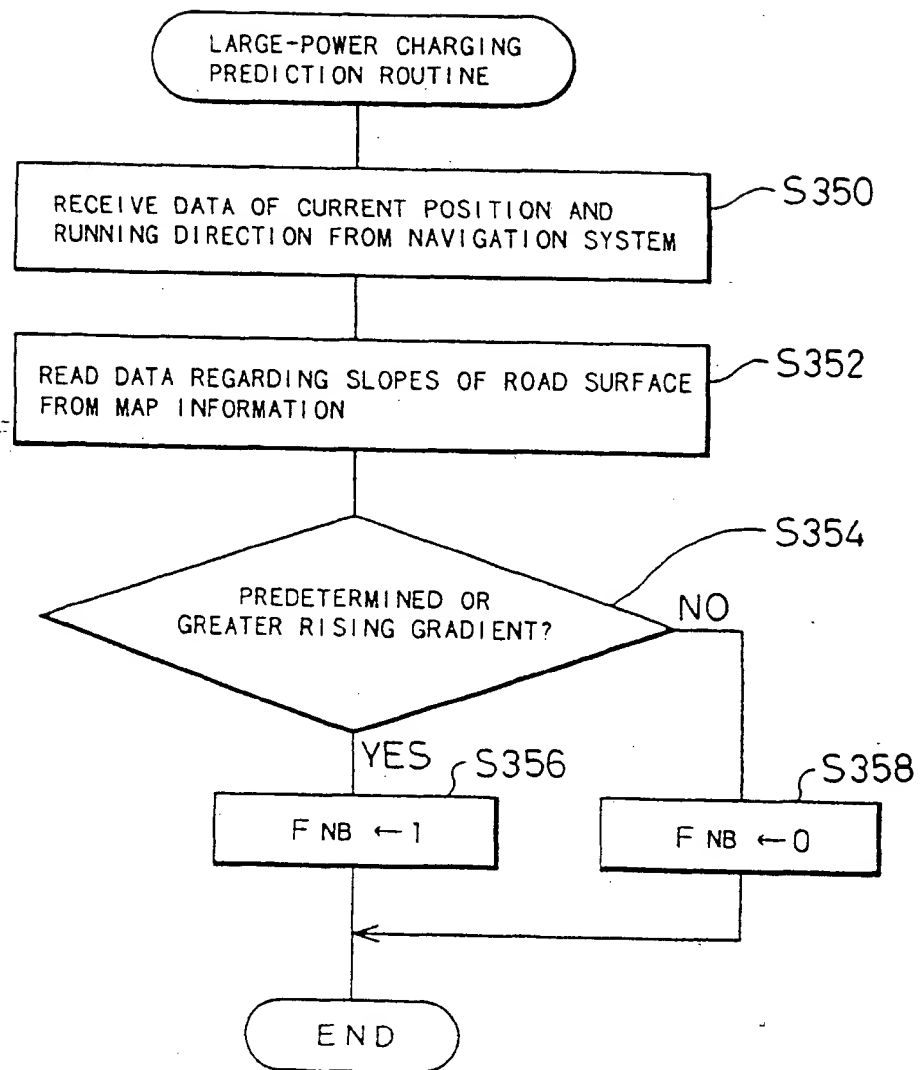 LARGE-POWER CHARGING
PREDICTION ROUTINE
S350
RECEIVE DATA OF CURRENT POSITION AND
RUNNING DIRECTION FROM NAVIGATION SYSTEM
S352
READ DATA REGARDING SLOPES OF ROAD SURFACE
FROM MAP INFORMATION
S354
PREDETERMINED OR
GREATER RISING GRADIENT?
NO
YES
S356
S358
F NB ←1
F NB ←0
END